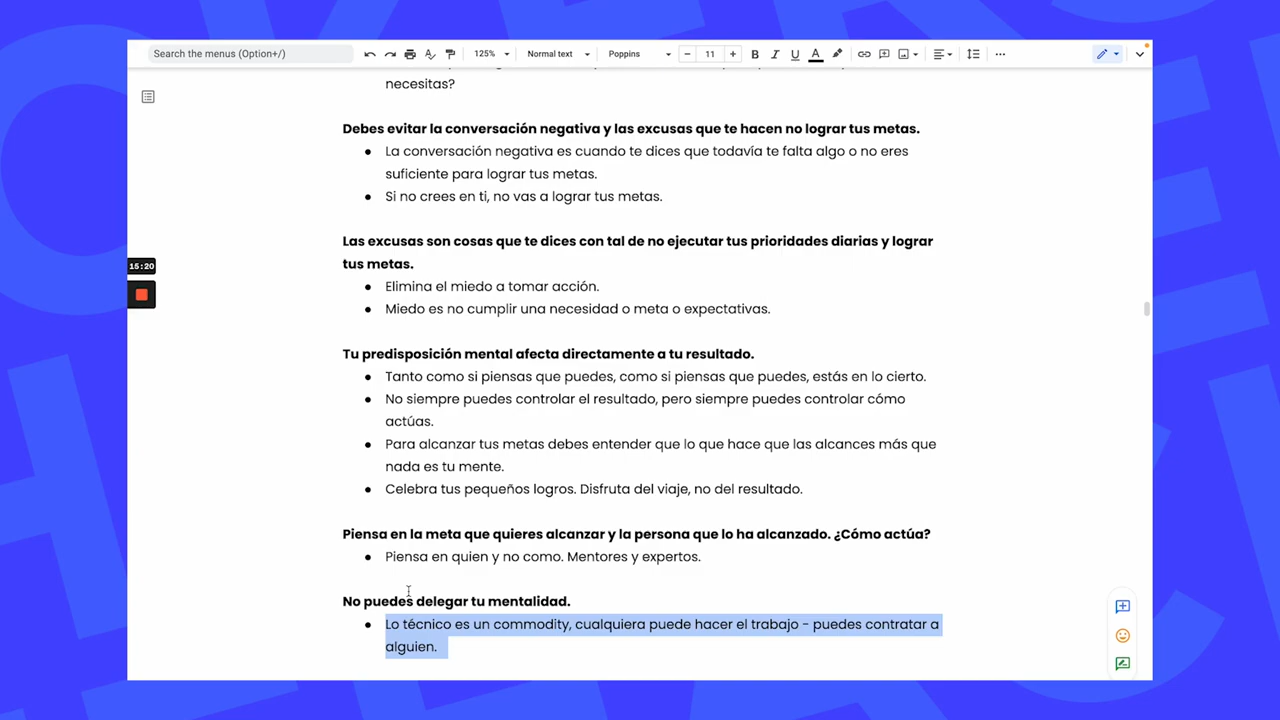 Search the menus (Option+/)
125%
Normal text
Poppins
11
B
I
U
A
necesitas?
Debes evitar la conversación negativa y las excusas que te hacen no lograr tus metas.
● La conversación negativa es cuando te dices que todavía te falta algo o no eres
suficiente para lograr tus metas.
● Si no crees en ti, no vas a lograr tus metas.
Las excusas son cosas que te dices con tal de no ejecutar tus prioridades diarias y lograr
tus metas.
15:20
● Elimina el miedo a tomar acción.
● Miedo es no cumplir una necesidad o meta o expectativas.
Tu predisposición mental afecta directamente a tu resultado.
● Tanto como si piensas que puedes, como si piensas que puedes, estás en lo cierto.
● No siempre puedes controlar el resultado, pero siempre puedes controlar cómo
actúas.
● Para alcanzar tus metas debes entender que lo que hace que las alcances más que
nada es tu mente.
● Celebra tus pequeños logros. Disfruta del viaje, no del resultado.
Piensa en la meta que quieres alcanzar y la persona que lo ha alcanzado. ¿Cómo actúa?
● Piensa en quien y no como. Mentores y expertos.
No puedes delegar tu mentalidad.
● Lo técnico es un commodity, cualquiera puede hacer el trabajo - puedes contratar a
alguien.